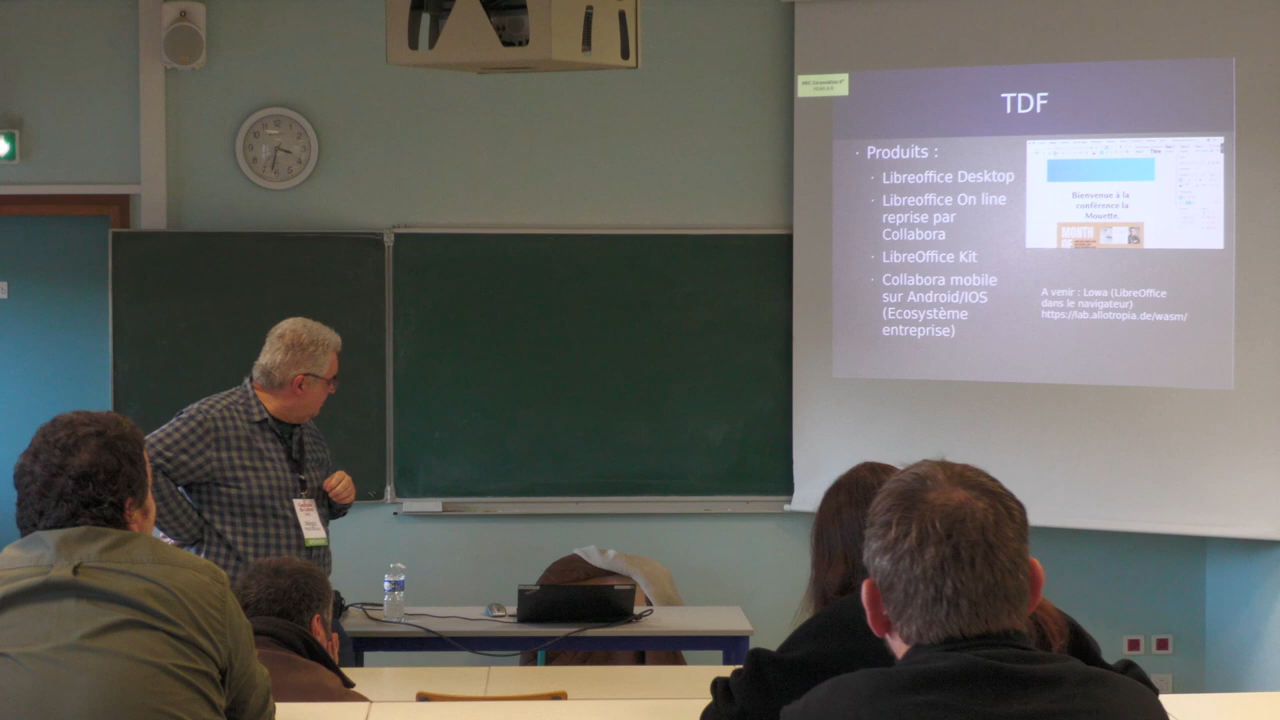 TDF
Produits :
Libreoffice Desktop
Libreoffice On line
reprise par
Collabora
LibreOffice Kit
Collabora mobile
sur Android/IOS
(Ecosystème
entreprise)
Bienvenue à la
conférence la
Mouette.
MONTH
A venir : Lowa (LibreOffice
dans le navigateur)
https://lab.allotropia.de/wasm/